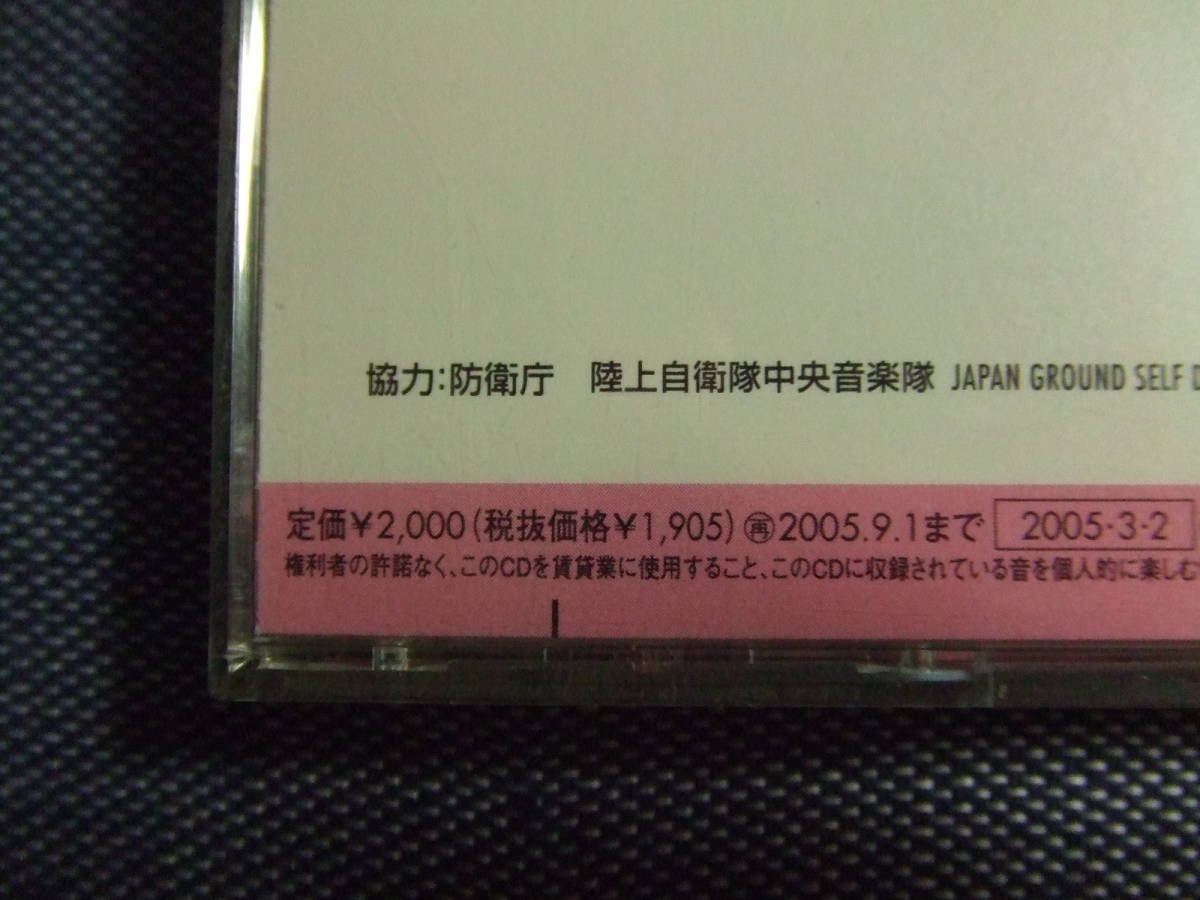 協力：防衛庁　陸上自衛隊中央音楽隊 JAPAN GROUND SELF D
定価¥2,000（税抜価格¥1,905）㊢2005.9.1まで 2005・3・2
権利者の許諾なく、このCDを賃貸業に使用すること、このCDに収録されている音を個人的に楽しむ